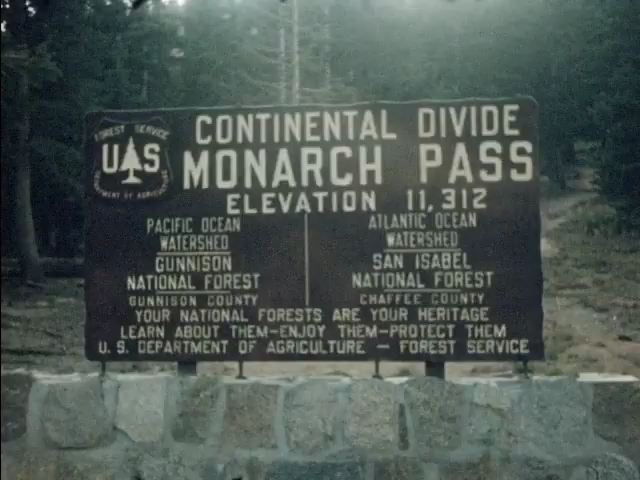 FOREST SERVICE
U S
DEPARTMENT OF AGRICULTURE
CONTINENTAL DIVIDE
MONARCH PASS
ELEVATION 11,312
PACIFIC OCEAN
WATERSHED
GUNNISON
NATIONAL FOREST
GUNNISON COUNTY
ATLANTIC OCEAN
WATERSHED
SAN ISABEL
NATIONAL FOREST
CHAFFEE COUNTY
YOUR NATIONAL FORESTS ARE YOUR HERITAGE
LEARN ABOUT THEM-ENJOY THEM-PROTECT THEM
U. S. DEPARTMENT OF AGRICULTURE - FOREST SERVICE